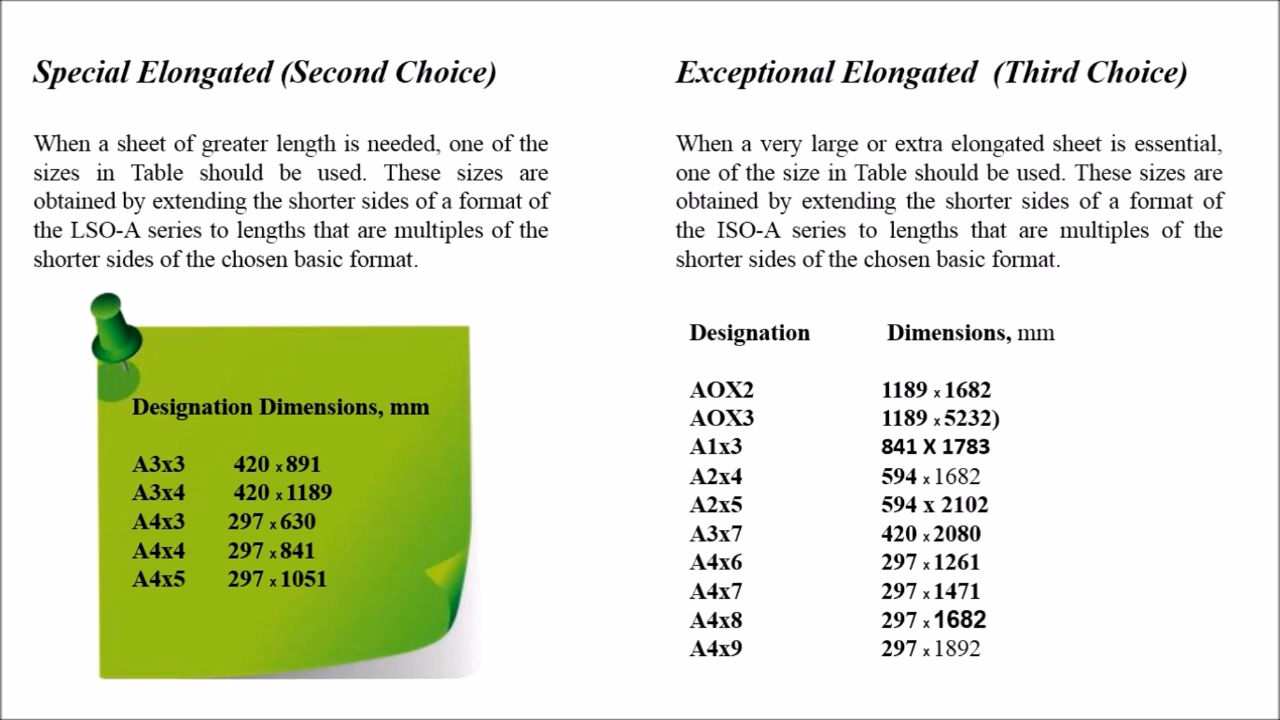 Special Elongated (Second Choice)
When a sheet of greater length is needed, one of the
sizes in Table should be used. These sizes are
obtained by extending the shorter sides of a format of
the LSO-A series to lengths that are multiples of the
shorter sides of the chosen basic format.
Designation Dimensions, mm
A3x3 420 x 891
A3x4 420 x 1189
A4x3 297 x 630
A4x4 297 x 841
A4x5 297 x 1051
Exceptional Elongated (Third Choice)
When a very large or extra elongated sheet is essential,
one of the size in Table should be used. These sizes are
obtained by extending the shorter sides of a format of
the ISO-A series to lengths that are multiples of the
shorter sides of the chosen basic format.
Designation Dimensions, mm
AOX2 1189 x 1682
AOX3 1189 x 5232)
A1x3 841 X 1783
A2x4 594 x 1682
A2x5 594 x 2102
A3x7 420 x 2080
A4x6 297 x 1261
A4x7 297 x 1471
A4x8 297 x 1682
A4x9 297 x 1892